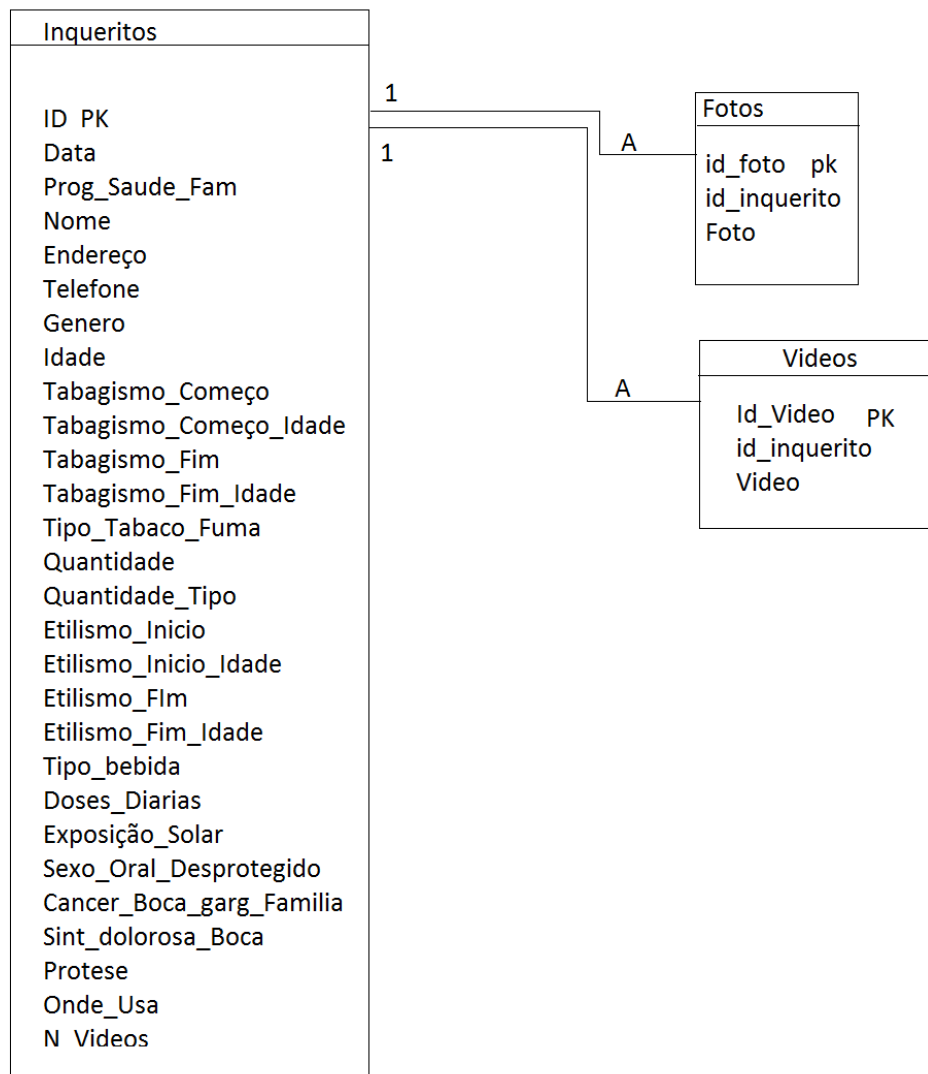 Inqueritos
ID PK
Data
Prog_Saude_Fam
Nome
Endereço
Telefone
Genero
Idade
Tabagismo_Começo
Tabagismo_Começo_Idade
Tabagismo_Fim
Tabagismo_Fim_Idade
Tipo_Tabaco_Fuma
Quantidade
Quantidade_Tipo
Etilismo_Inicio
Etilismo_Inicio_Idade
Etilismo_FIm
Etilismo_Fim_Idade
Tipo_bebida
Doses_Diarias
Exposição_Solar
Sexo_Oral_Desprotegido
Cancer_Boca_garg_Familia
Sint_dolorosa_Boca
Protese
Onde_Usa
N_Videos
1
1
A
A
Fotos
id_foto pk
id_inquerito
Foto
Videos
Id_Video PK
id_inquerito
Video